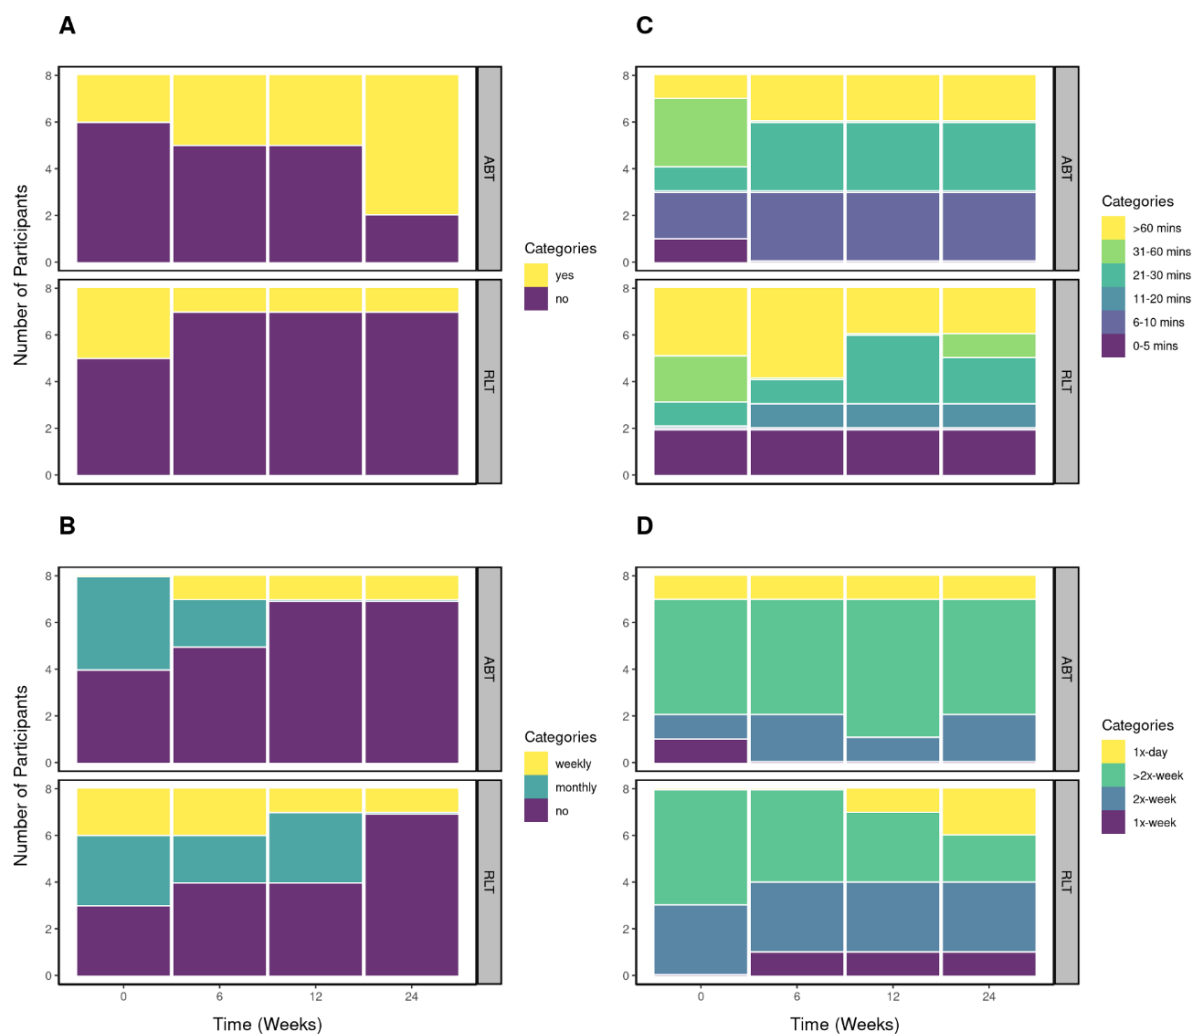 A
Number of Participants
8
6
4
2
0
ABT
8
6
4
2
0
RLT
Categories
yes
no
C
8
6
4
2
0
ABT
8
6
4
2
0
RLT
Categories
>60 mins
31-60 mins
21-30 mins
11-20 mins
6-10 mins
0-5 mins
B
Number of Participants
8
6
4
2
0
ABT
8
6
4
2
0
RLT
0 6 12 24
Time (Weeks)
Categories
weekly
monthly
no
D
8
6
4
2
0
ABT
8
6
4
2
0
RLT
0 6 12 24
Time (Weeks)
Categories
1x-day
>2x-week
2x-week
1x-week